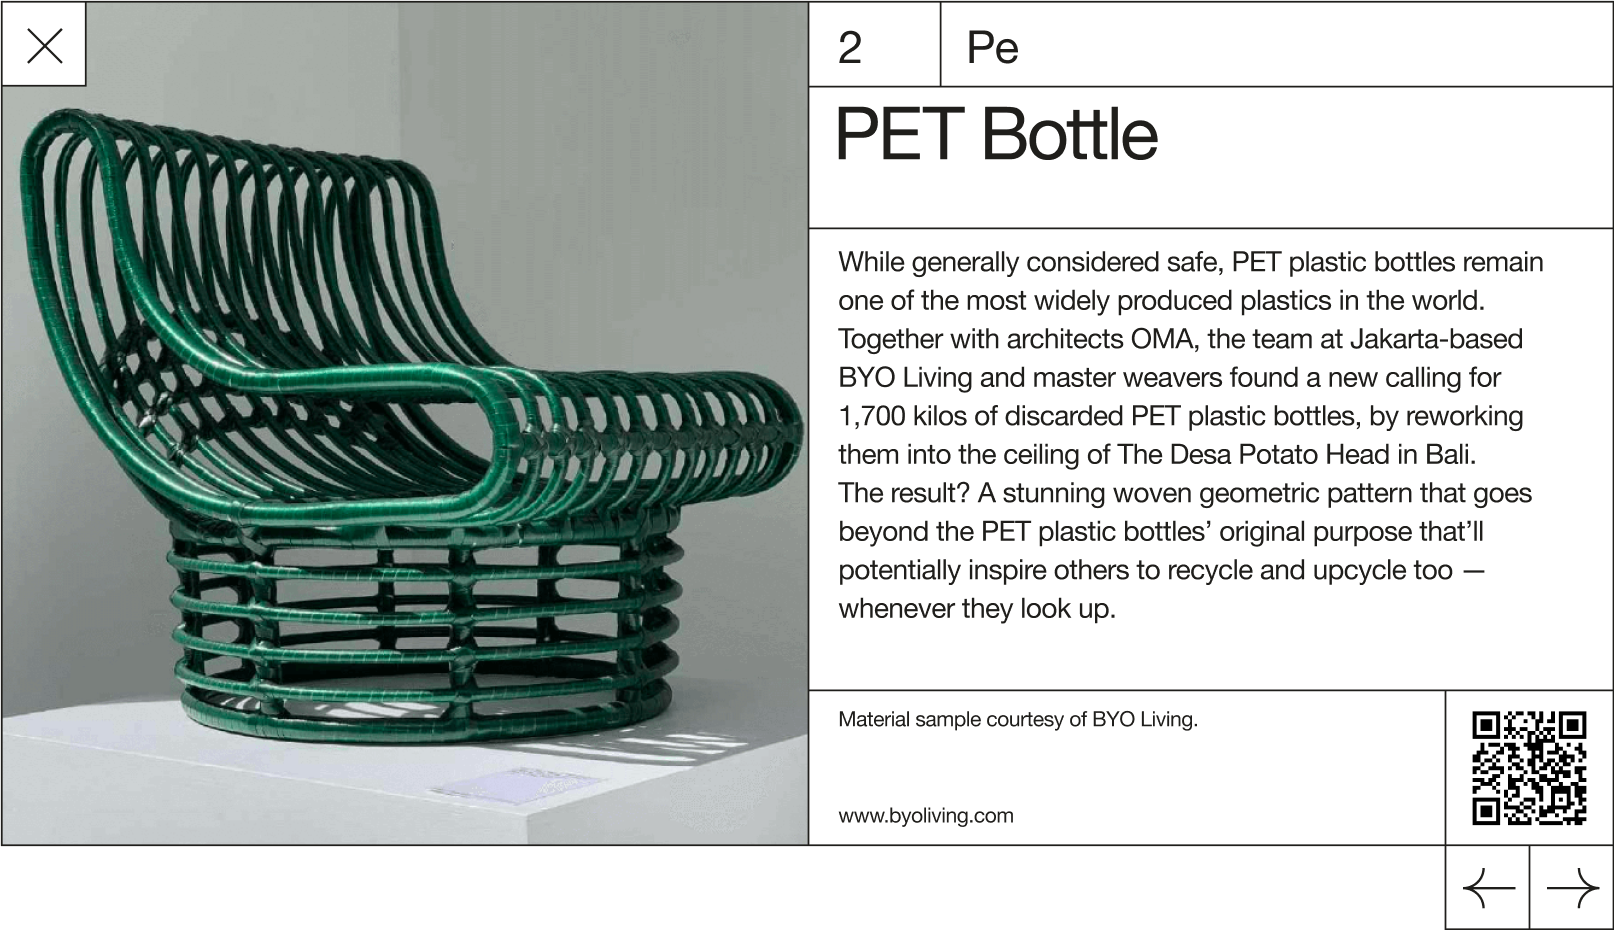 2
Pe
PET Bottle
While generally considered safe, PET plastic bottles remain
one of the most widely produced plastics in the world.
Together with architects OMA, the team at Jakarta-based
BYO Living and master weavers found a new calling for
1,700 kilos of discarded PET plastic bottles, by reworking
them into the ceiling of The Desa Potato Head in Bali.
The result? A stunning woven geometric pattern that goes
beyond the PET plastic bottles’ original purpose that’ll
potentially inspire others to recycle and upcycle too —
whenever they look up.
Material sample courtesy of BYO Living.
www.byoliving.com